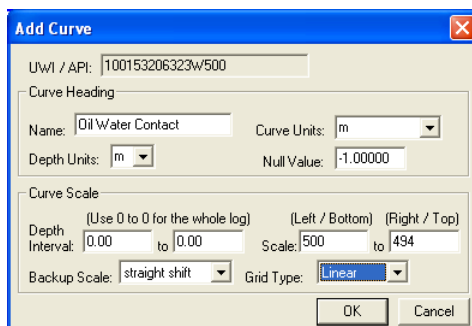 Add Curve
UWI / API: 100153206323W500
Curve Heading
Name: Oil Water Contact Curve Units: m
Depth Units: m Null Value: -1.00000
Curve Scale
(Use 0 to 0 for the whole log) (Left / Bottom) (Right / Top)
Depth Interval: 0.00 to 0.00 Scale: 500 to 494
Backup Scale: straight shift Grid Type: Linear
OK Cancel